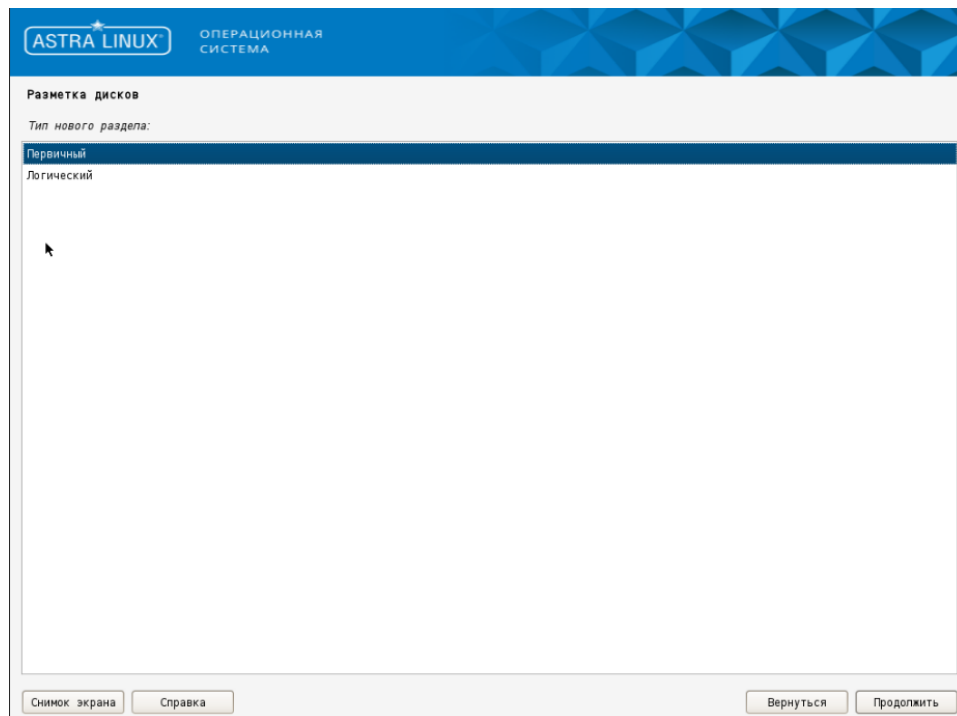 ASTRA LINUX®
ОПЕРАЦИОННАЯ
СИСТЕМА
Разметка дисков
Тип нового раздела:
Первичный
Логический
Снимок экрана
Справка
Вернуться
Продолжить